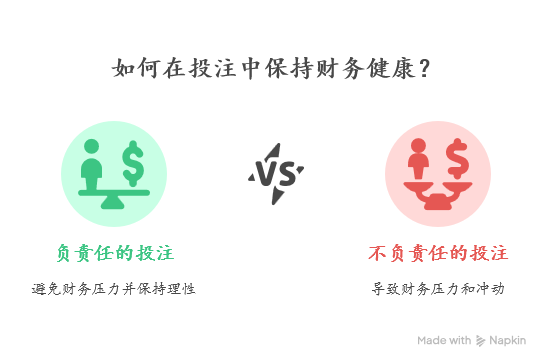 如何在投注中保持财务健康？
VS
负责任的投注
不负责任的投注
避免财务压力并保持理性
导致财务压力和冲动
Made with Napkin